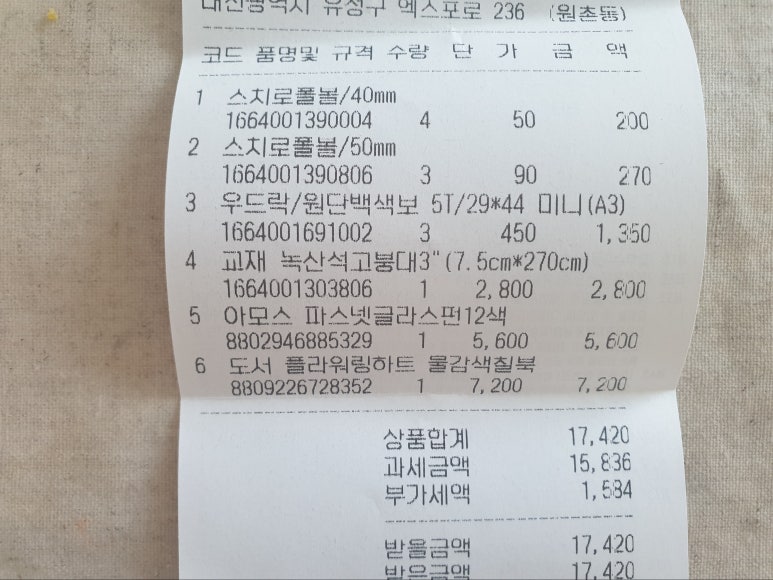 대전광역시 유성구 엑스포로 236 (원촌동)
코드 품명및 규격 수량 단 가 금 액
1 스치로폴볼/40mm
1664001390004 4 50 200
2 스치로폴볼/50mm
1664001390806 3 90 270
3 우드락/원단백색보 5T/29*44 미니(A3)
1664001691002 3 450 1,350
4 교재 녹산석고붕대3"(7.5cm*270cm)
1664001303806 1 2,800 2,800
5 아모스 파스넷글라스펀12색
8802946885329 1 5,600 5,600
6 도서 플라워링하트 물감색칠북
8809226728352 1 7,200 7,200
상품합계 17,420
과세금액 15,836
부가세액 1,584
받을금액 17,420
받은금액 17,420